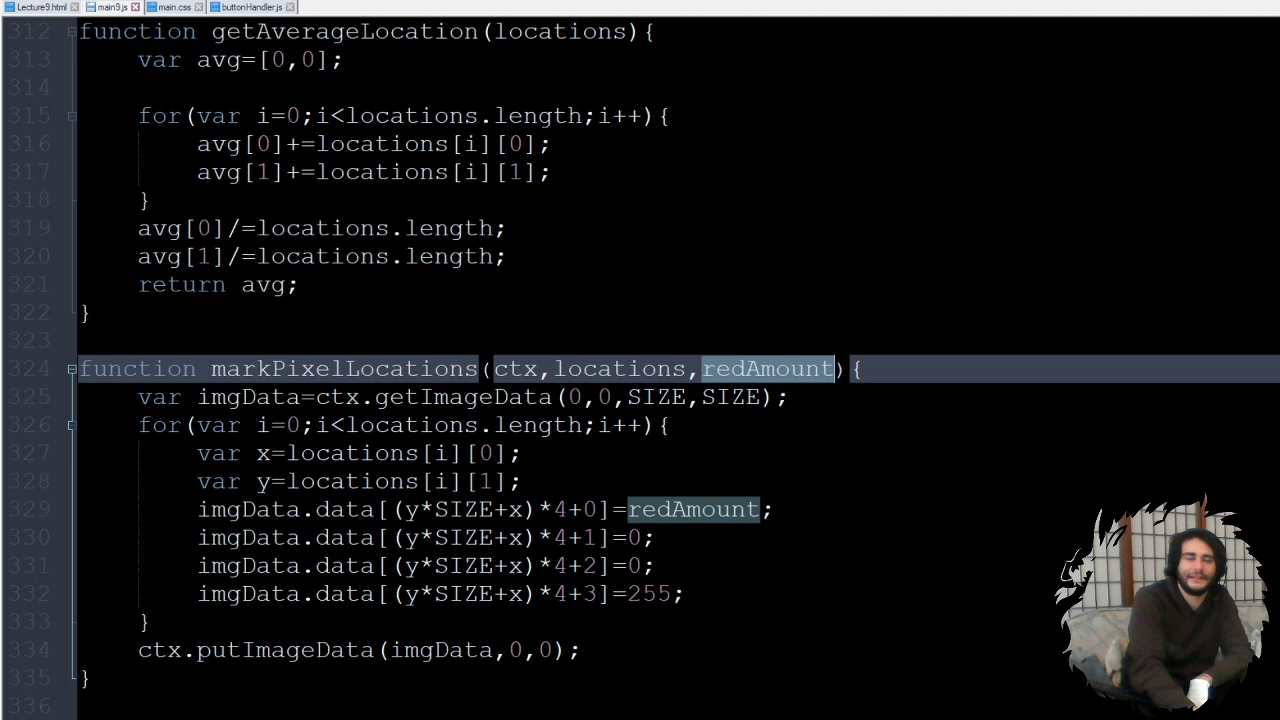 Lecture9.html main9.js main.css buttonHandler.js
312 function getAverageLocation(locations){
313 var avg=[0,0];
314
315 for(var i=0;i<locations.length;i++){
316 avg[0]+=locations[i][0];
317 avg[1]+=locations[i][1];
318 }
319 avg[0]/=locations.length;
320 avg[1]/=locations.length;
321 return avg;
322 }
323
324 function markPixelLocations(ctx,locations,redAmount){
325 var imgData=ctx.getImageData(0,0,SIZE,SIZE);
326 for(var i=0;i<locations.length;i++){
327 var x=locations[i][0];
328 var y=locations[i][1];
329 imgData.data[(y*SIZE+x)*4+0]=redAmount;
330 imgData.data[(y*SIZE+x)*4+1]=0;
331 imgData.data[(y*SIZE+x)*4+2]=0;
332 imgData.data[(y*SIZE+x)*4+3]=255;
333 }
334 ctx.putImageData(imgData,0,0);
335 }
336